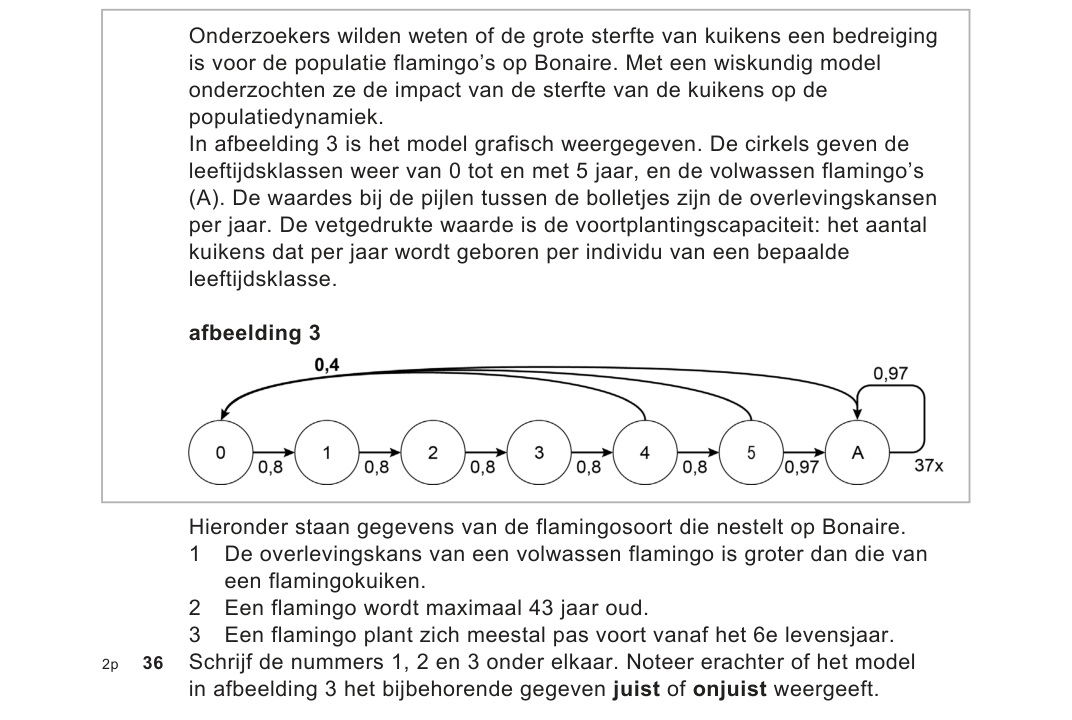 Onderzoekers wilden weten of de grote sterfte van kuikens een bedreiging
is voor de populatie flamingo’s op Bonaire. Met een wiskundig model
onderzochten ze de impact van de sterfte van de kuikens op de
populatiedynamiek.
In afbeelding 3 is het model grafisch weergegeven. De cirkels geven de
leeftijdsklassen weer van 0 tot en met 5 jaar, en de volwassen flamingo’s
(A). De waardes bij de pijlen tussen de bolletjes zijn de overlevingskansen
per jaar. De vetgedrukte waarde is de voortplantingscapaciteit: het aantal
kuikens dat per jaar wordt geboren per individu van een bepaalde
leeftijdsklasse.
afbeelding 3
0,4
0,97
0 1 2 3 4 5 A
0,8 0,8 0,8 0,8 0,8 0,97 37x
Hieronder staan gegevens van de flamingosoort die nestelt op Bonaire.
1 De overlevingskans van een volwassen flamingo is groter dan die van
een flamingokuiken.
2 Een flamingo wordt maximaal 43 jaar oud.
3 Een flamingo plant zich meestal pas voort vanaf het 6e levensjaar.
2p 36 Schrijf de nummers 1, 2 en 3 onder elkaar. Noteer erachter of het model
in afbeelding 3 het bijbehorende gegeven juist of onjuist weergeeft.